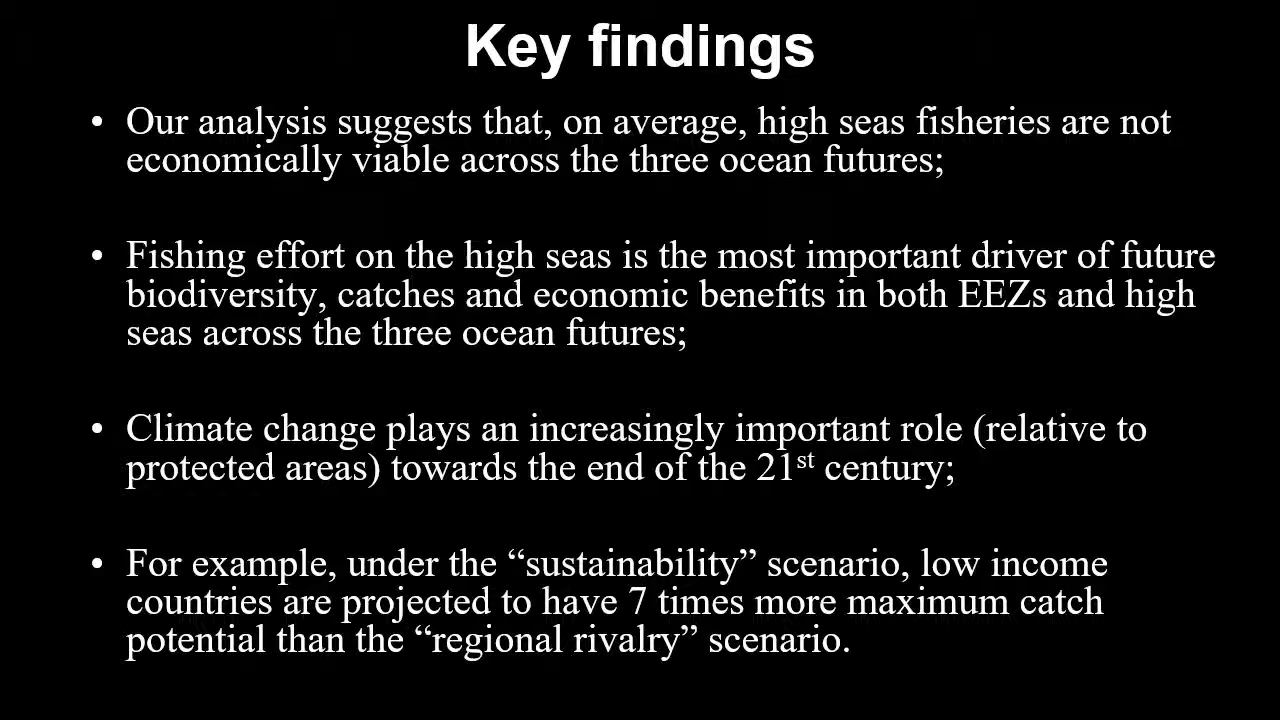 Key findings
• Our analysis suggests that, on average, high seas fisheries are not
economically viable across the three ocean futures;
• Fishing effort on the high seas is the most important driver of future
biodiversity, catches and economic benefits in both EEZs and high
seas across the three ocean futures;
• Climate change plays an increasingly important role (relative to
protected areas) towards the end of the 21st century;
• For example, under the “sustainability” scenario, low income
countries are projected to have 7 times more maximum catch
potential than the “regional rivalry” scenario.